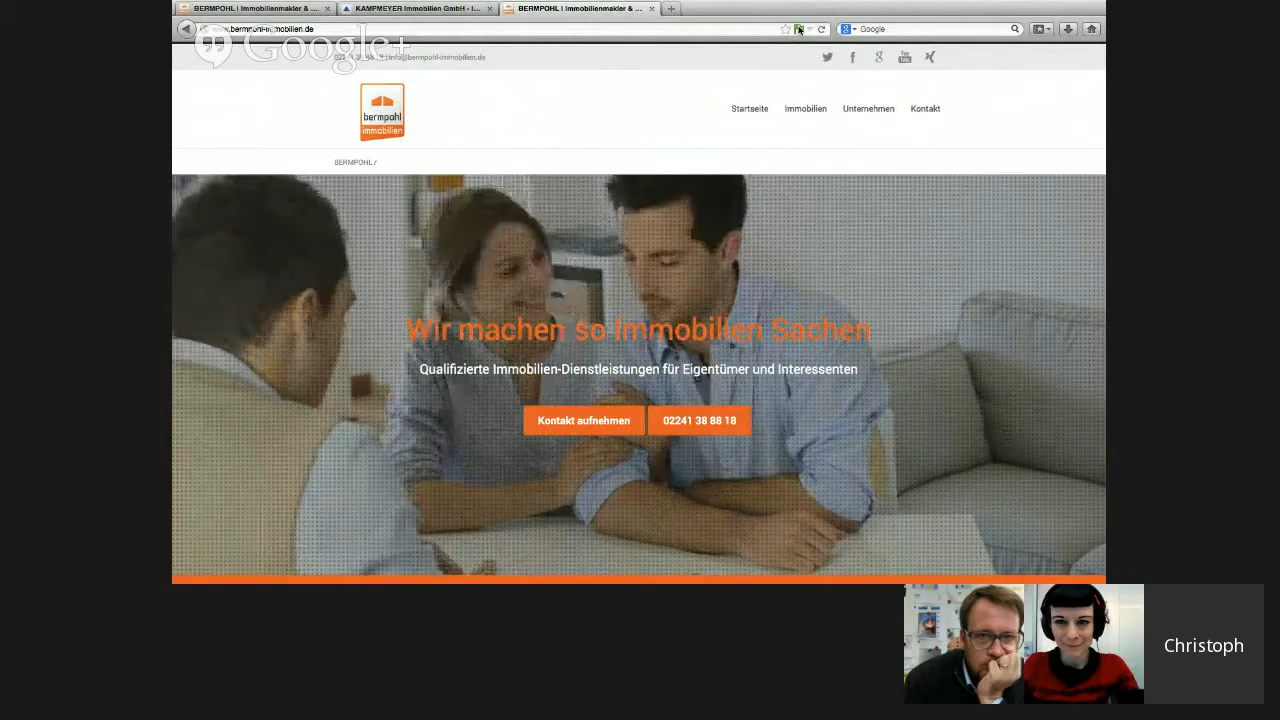 BERMPOHL | Immobilienmakler & ...
KAMPMEYER Immobilien GmbH - I...
BERMPOHL | Immobilienmakler & ...
www.bermpohl-immobilien.de
Google
Google+
info@bermpohl-immobilien.de
You
Tube
bermpohl
immobilien
Startseite
Immobilien
Unternehmen
Kontakt
BERMPOHL /
Wir machen so Immobilien Sachen
Qualifizierte Immobilien-Dienstleistungen für Eigentümer und Interessenten
Kontakt aufnehmen
02241 38 88 18
Christoph